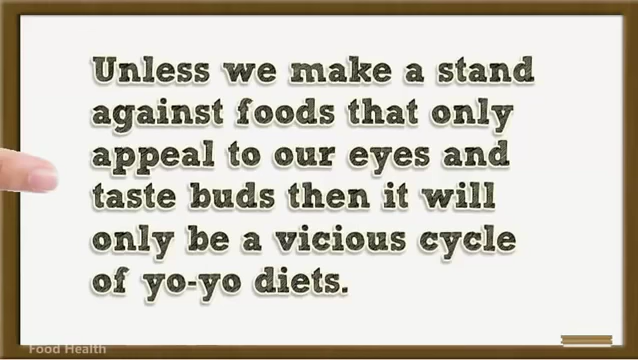 Unless we make a stand
against foods that only
appeal to our eyes and
taste buds then it will
only be a vicious cycle
of yo-yo diets.
Food Health